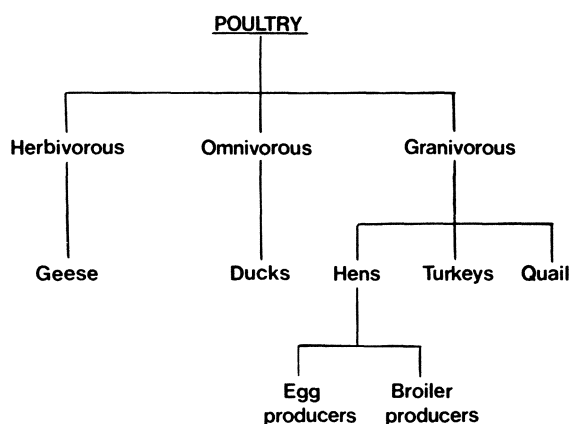 POULTRY
Herbivorous Omnivorous Granivorous
Geese Ducks Hens Turkeys Quail
Egg producers
Broiler producers